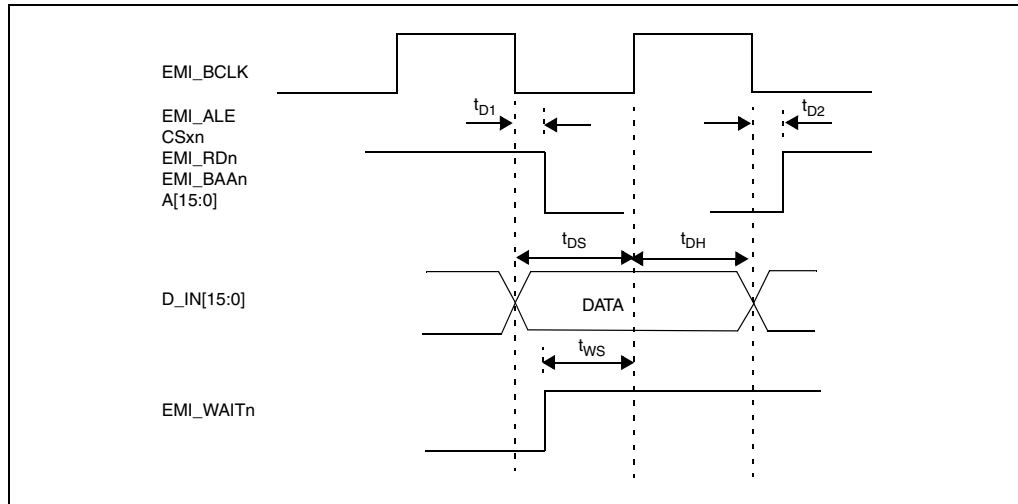 EMI_BCLK
EMI_ALE
CSxn
EMI_RDn
EMI_BAAn
A[15:0]
tD1
tD2
tDS
tDH
D_IN[15:0]
DATA
tWS
EMI_WAITn